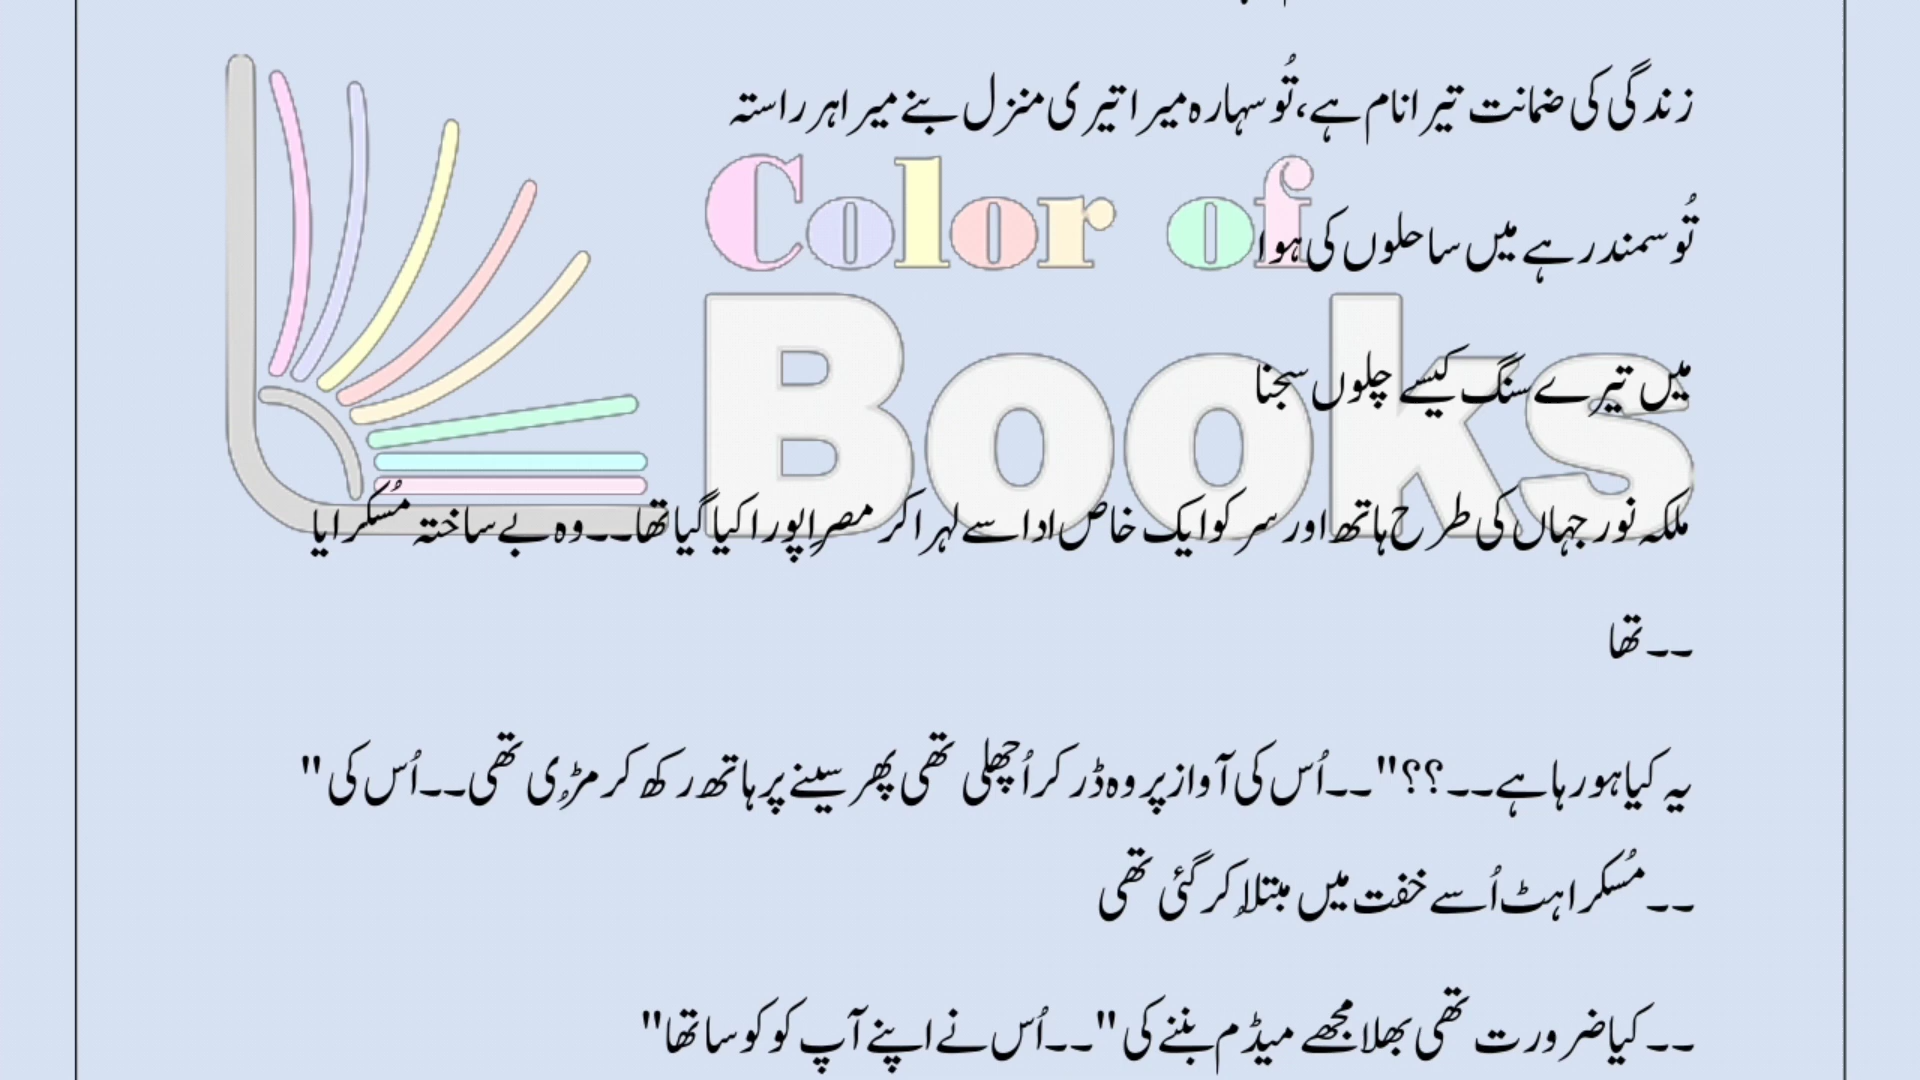 زندگی کی ضمانت تیرا نام ہے، تُو سہارہ میرا تیری منزل بنے میرا ہر راستہ
Color of
تُو سمندر ہے میں ساحلوں کی ہوا
Books
میں تیرے سنگ کیسے چلوں سجنا
ملکہ نور جہاں کی طرح ہاتھ اور سر کو ایک خاص ادا سے لہرا کر مصرِا پورا کیا گیا تھا۔۔ وہ بے ساختہ مُسکرایا
۔۔ تھا
یہ کیا ہو رہا ہے۔۔؟؟"۔۔ اُس کی آواز پر وہ ڈر کر اُچھلی تھی پھر سینے پر ہاتھ رکھ کر مڑِی تھی۔۔ اُس کی "
۔۔ مُسکراہٹ اُسے خفت میں مبتلاُ کر گئی تھی
۔۔ کیا ضرورت تھی بھلا مجھے میڈم بننے کی "۔۔ اُس نے اپنے آپ کو کوسا تھا"